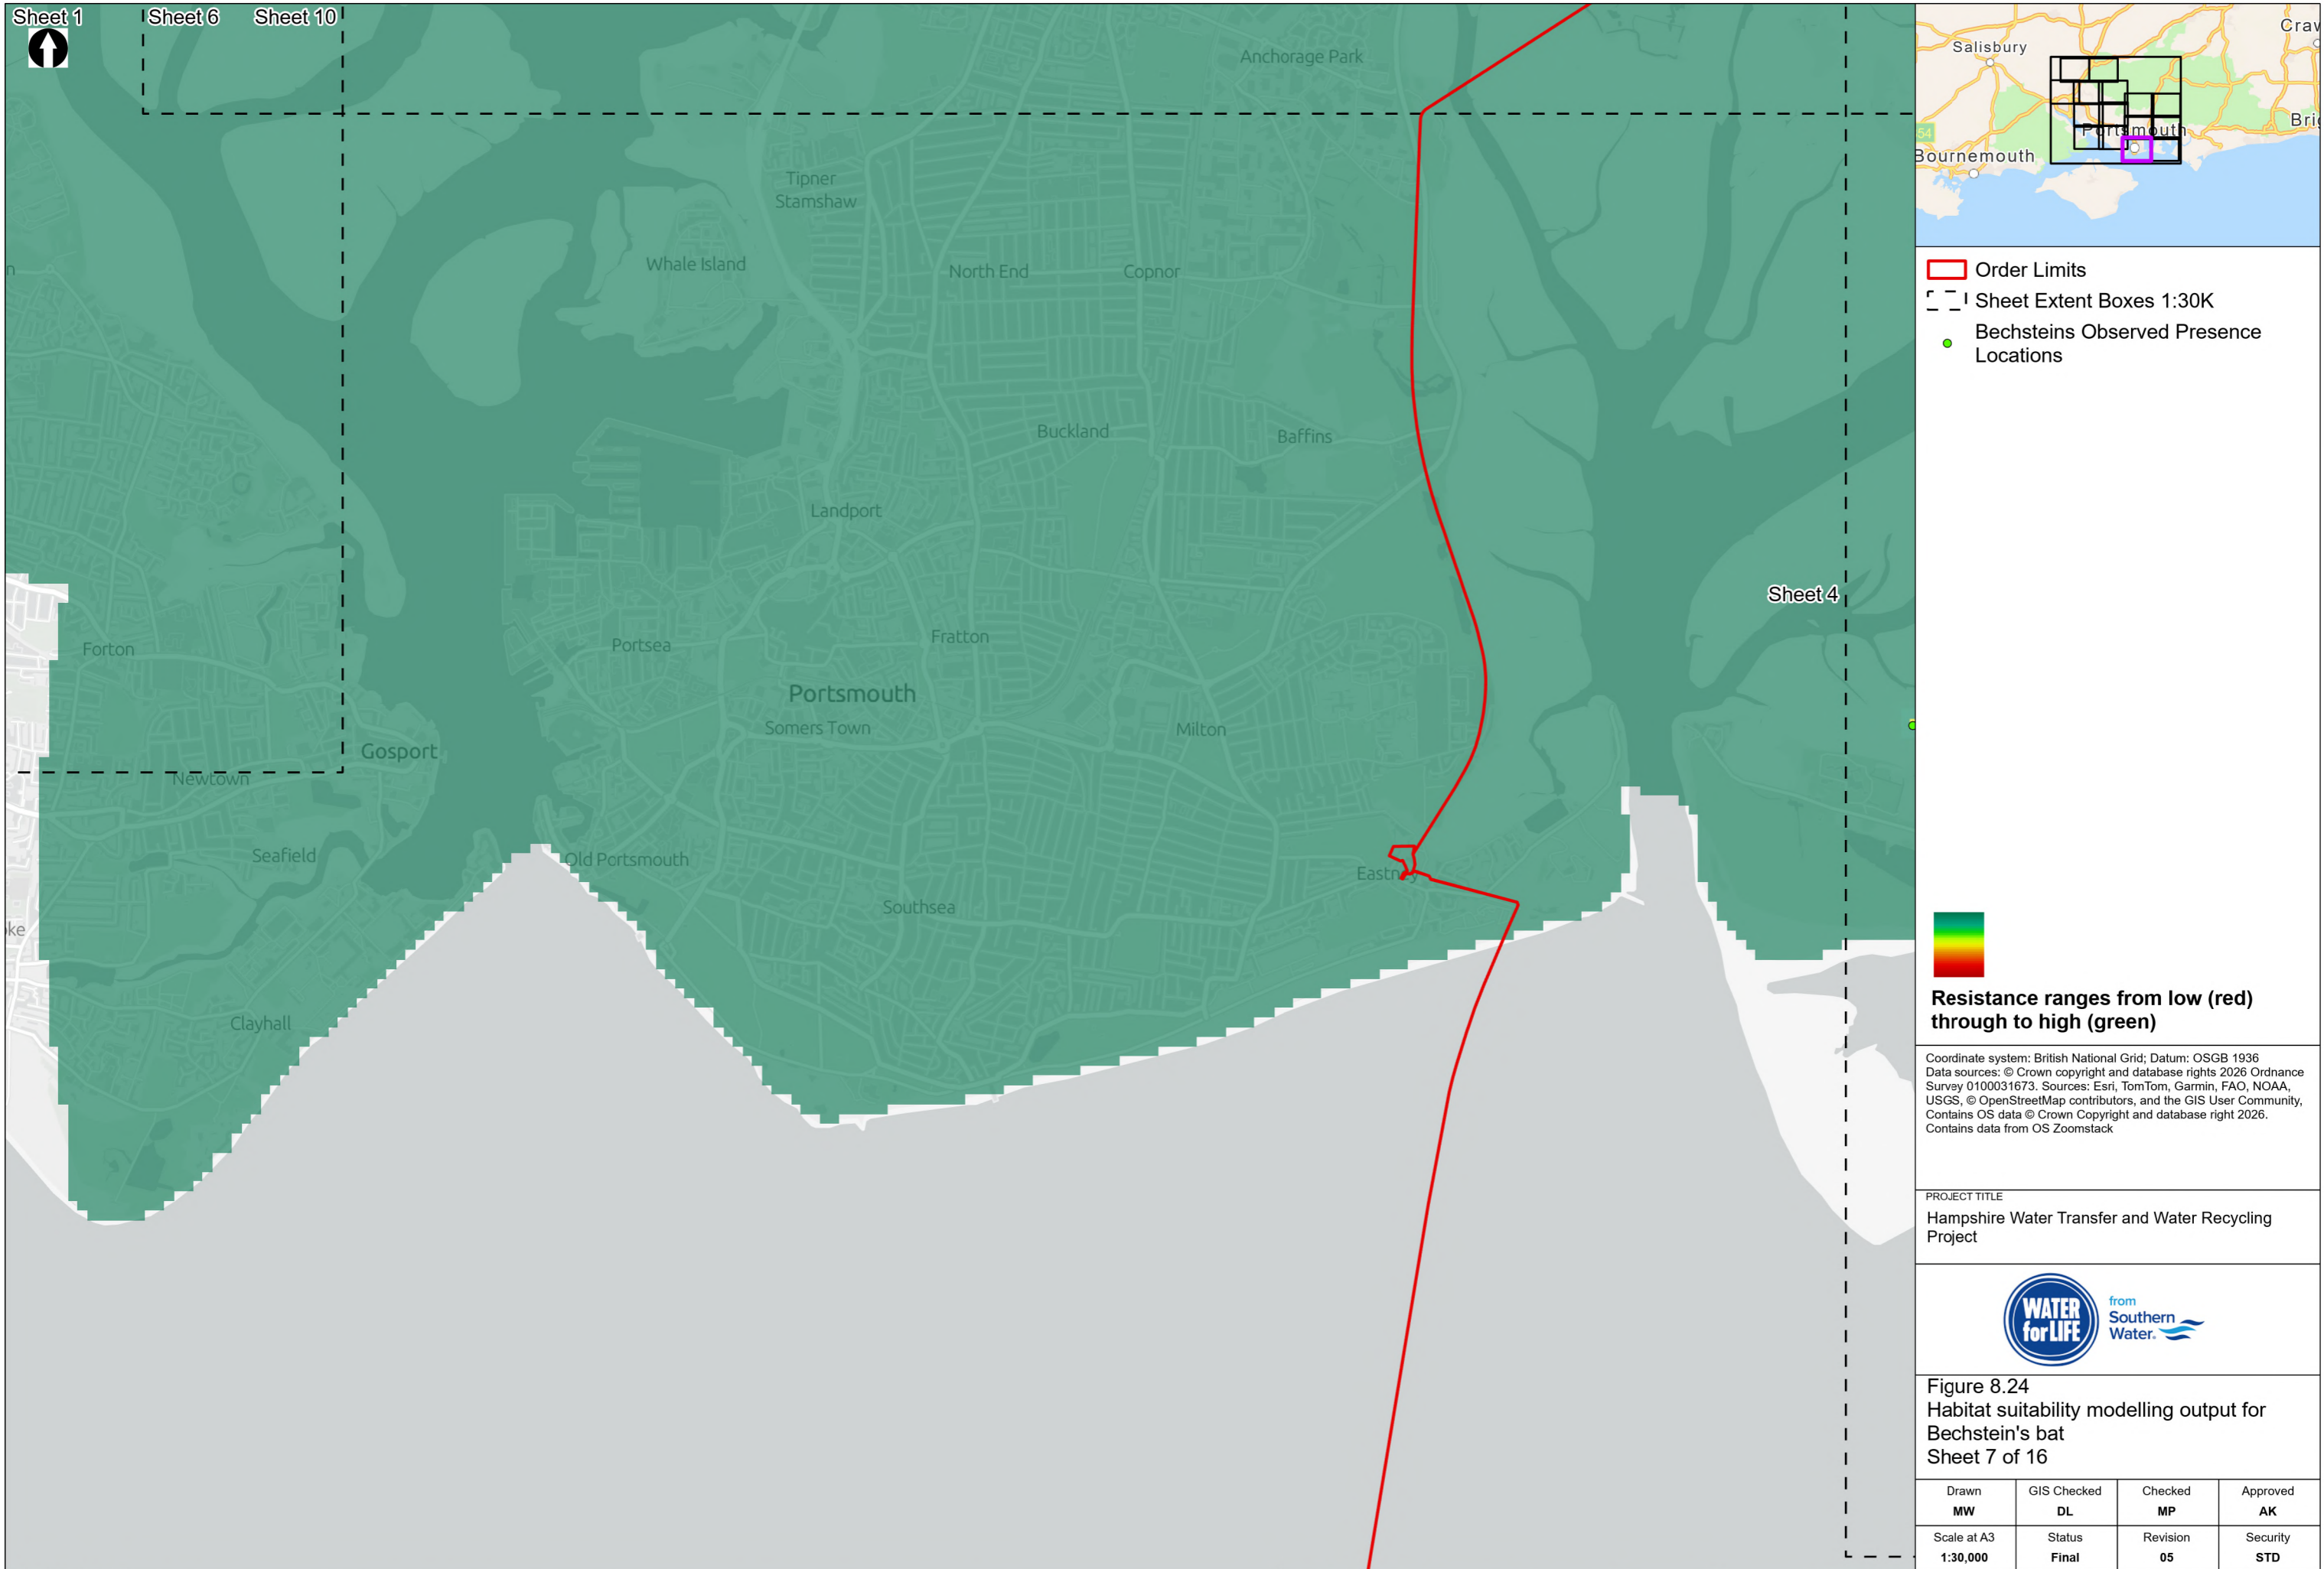 Sheet 1
Sheet 6
Sheet 10
Anchorage Park
Tipner
Stamshaw
Whale Island
North End
Copnor
Buckland
Baffins
Landport
Sheet 4
Forton
Portsea
Fratton
Portsmouth
Somers Town
Milton
Gosport
Newtown
Seafield
Old Portsmouth
Eastney
Southsea
Clayhall
Salisbury
Portsmouth
Bournemouth
Order Limits
Sheet Extent Boxes 1:30K
Bechsteins Observed Presence
Locations
Resistance ranges from low (red)
through to high (green)
Coordinate system: British National Grid; Datum: OSGB 1936
Data sources: © Crown copyright and database rights 2026 Ordnance
Survey 0100031673. Sources: Esri, TomTom, Garmin, FAO, NOAA,
USGS, © OpenStreetMap contributors, and the GIS User Community,
Contains OS data © Crown Copyright and database right 2026.
Contains data from OS Zoomstack
PROJECT TITLE
Hampshire Water Transfer and Water Recycling
Project
WATER
for LIFE
from
Southern
Water.
Figure 8.24
Habitat suitability modelling output for
Bechstein's bat
Sheet 7 of 16
Drawn GIS Checked Checked Approved
MW DL MP AK
Scale at A3 Status Revision Security
1:30,000 Final 05 STD